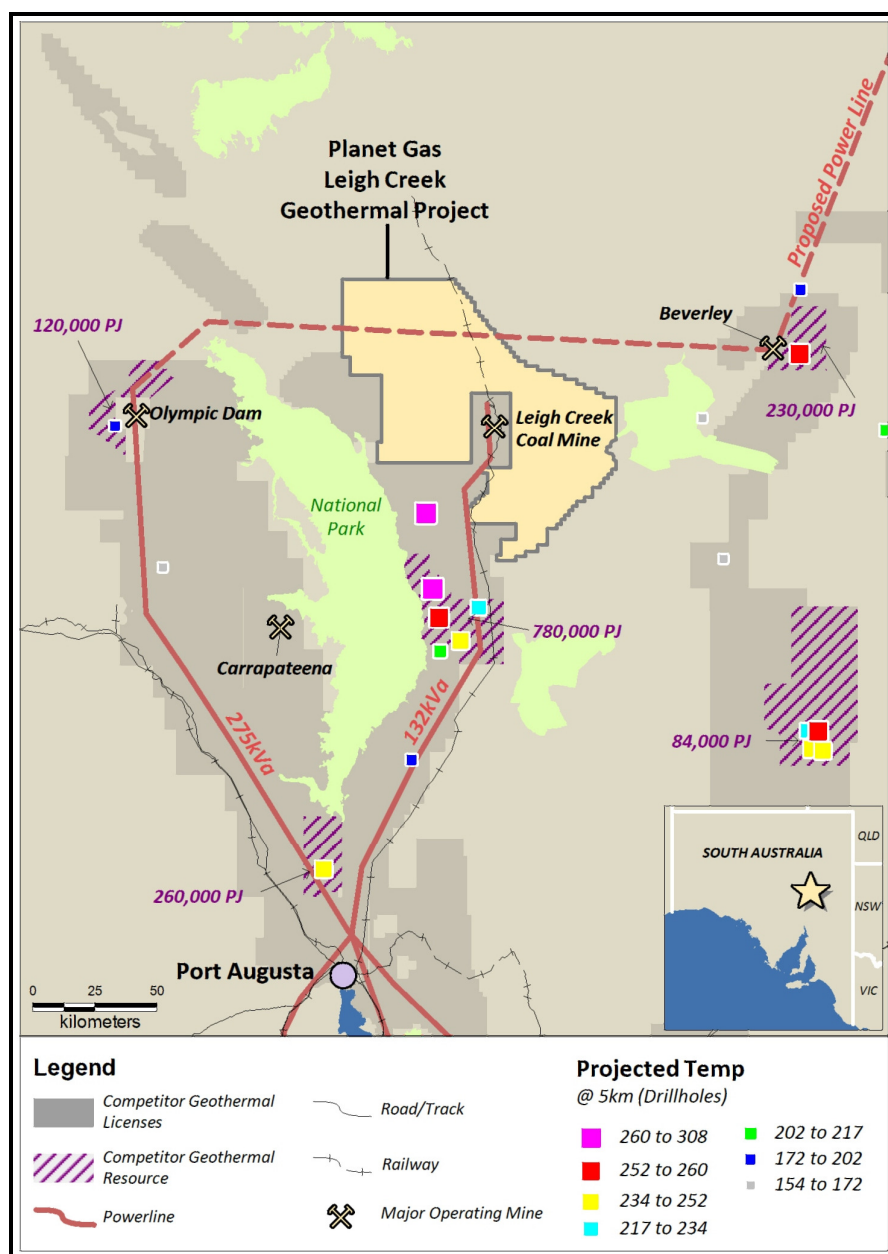 Planet Gas
Leigh Creek
Geothermal Project
Proposed Power Line
120,000 PJ
Beverley
Olympic Dam
Leigh Creek
Coal Mine
230,000 PJ
National
Park
780,000 PJ
Carrapateena
275kVa
132kVa
84,000 PJ
260,000 PJ
SOUTH AUSTRALIA
QLD
NSW
VIC
Port Augusta
0 25 50
kilometers
Legend
Competitor Geothermal
Licenses
Competitor Geothermal
Resource
Powerline
Road/Track
Railway
Major Operating Mine
Projected Temp
@ 5km (Drillholes)
260 to 308
252 to 260
234 to 252
217 to 234
202 to 217
172 to 202
154 to 172